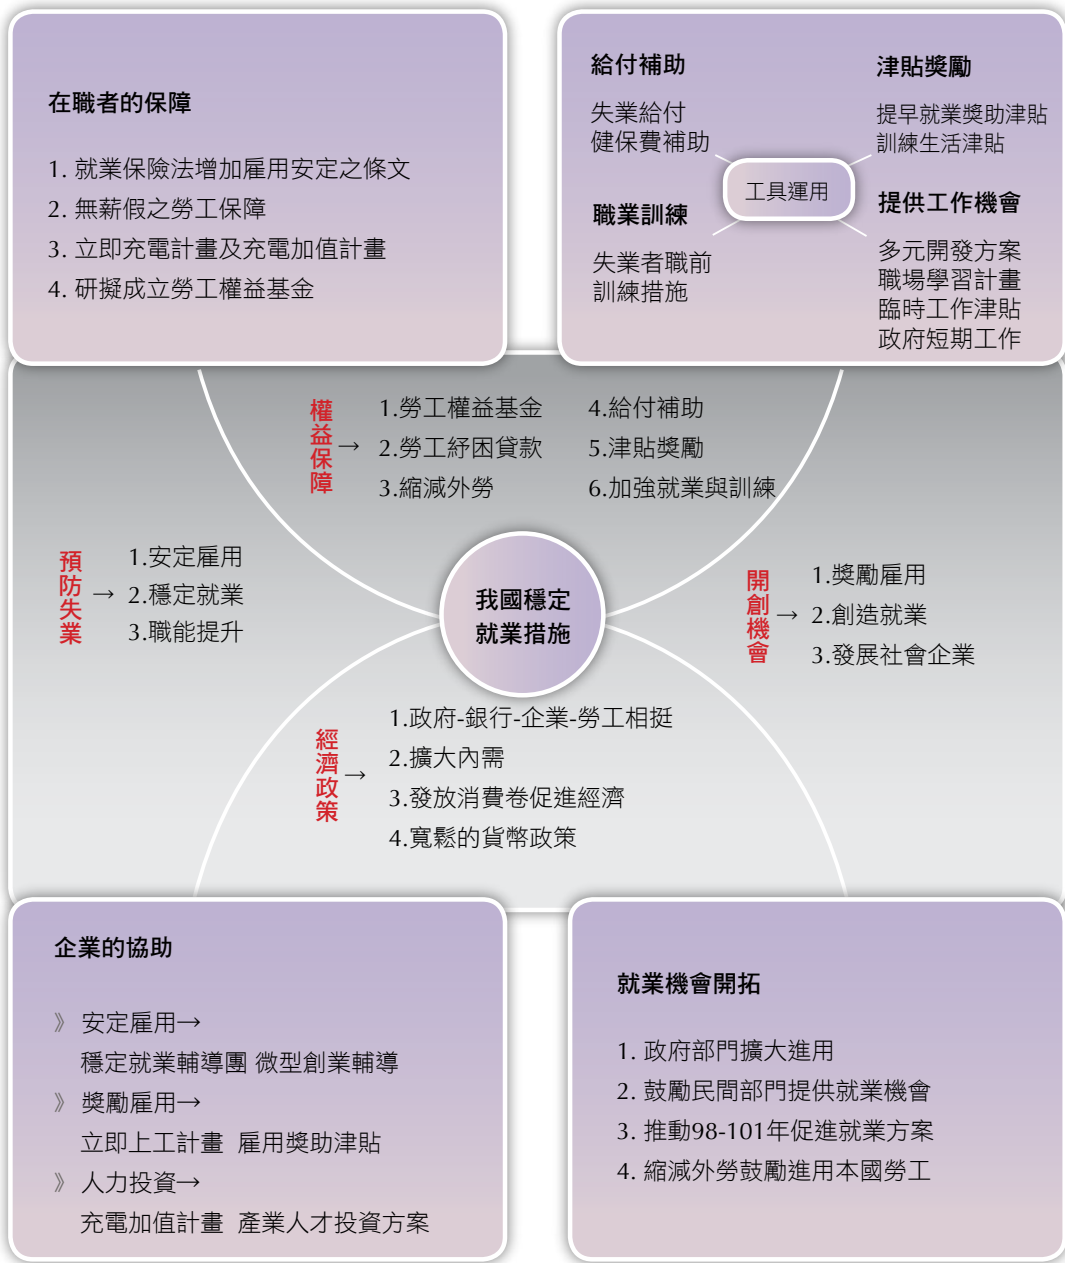 在職者的保障
1. 就業保險法增加雇用安定之條文
2. 無薪假之勞工保障
3. 立即充電計畫及充電加值計畫
4. 研擬成立勞工權益基金
給付補助
失業給付
健保費補助
津貼獎勵
提早就業獎助津貼
訓練生活津貼
工具運用
職業訓練
失業者職前
訓練措施
提供工作機會
多元開發方案
職場學習計畫
臨時工作津貼
政府短期工作
權益保障
→
1.勞工權益基金
2.勞工紓困貸款
3.縮減外勞
4.給付補助
5.津貼獎勵
6.加強就業與訓練
預防失業
→
1.安定雇用
2.穩定就業
3.職能提升
我國穩定
就業措施
開創機會
→
1.獎勵雇用
2.創造就業
3.發展社會企業
經濟政策
→
1.政府-銀行-企業-勞工相挺
2.擴大內需
3.發放消費卷促進經濟
4.寬鬆的貨幣政策
企業的協助
》 安定雇用→
穩定就業輔導團 微型創業輔導
》 獎勵雇用→
立即上工計畫 雇用獎助津貼
》 人力投資→
充電加值計畫 產業人才投資方案
就業機會開拓
1. 政府部門擴大進用
2. 鼓勵民間部門提供就業機會
3. 推動98-101年促進就業方案
4. 縮減外勞鼓勵進用本國勞工